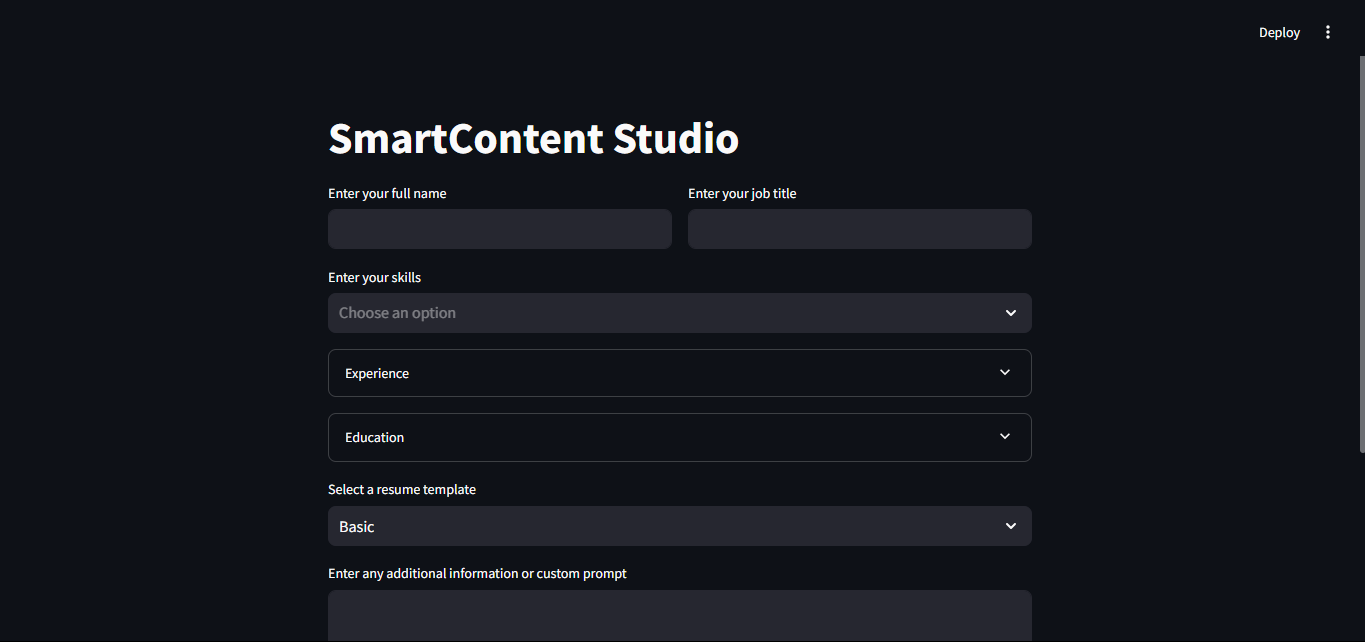 Deploy
SmartContent Studio
Enter your full name
Enter your job title
Enter your skills
Choose an option
Experience
Education
Select a resume template
Basic
Enter any additional information or custom prompt